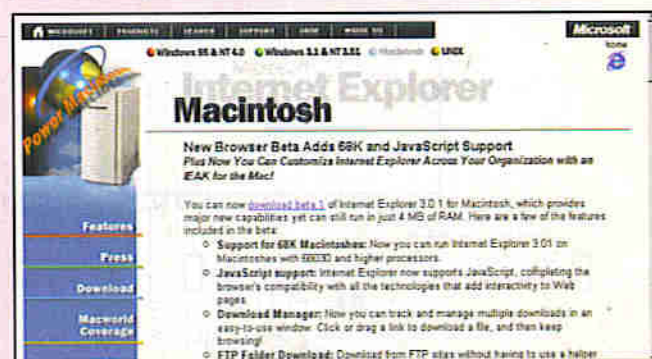 MICROSOFT PRODUCTS SEARCH SUPPORT SHOP WRITE US
Microsoft
Windows 95 & NT 4.0 Windows 3.1 & NT 3.51 Macintosh UNIX
home
Power Macintosh
Internet Explorer
Macintosh
New Browser Beta Adds 68K and JavaScript Support
Plus Now You Can Customize Internet Explorer Across Your Organization with an
IEAK for the Mac!
You can now download beta 1 of Internet Explorer 3.0.1 for Macintosh, which provides
major new capabilities yet can still run in just 4 MB of RAM. Here are a few of the features
included in the beta:
Support for 68K Macintoshes: Now you can run Internet Explorer 3.01 on
Macintoshes with 68030 and higher processors.
JavaScript support: Internet Explorer now supports JavaScript, completing the
browser's compatibility with all the technologies that add interactivity to Web
pages.
Download Manager: Now you can track and manage multiple downloads in an
easy-to-use window. Click or drag a link to download a file, and then keep
browsing!
FTP Folder Download: Download from FTP sites without having to use a helper
Features
Press
Download
Macworld
Coverage